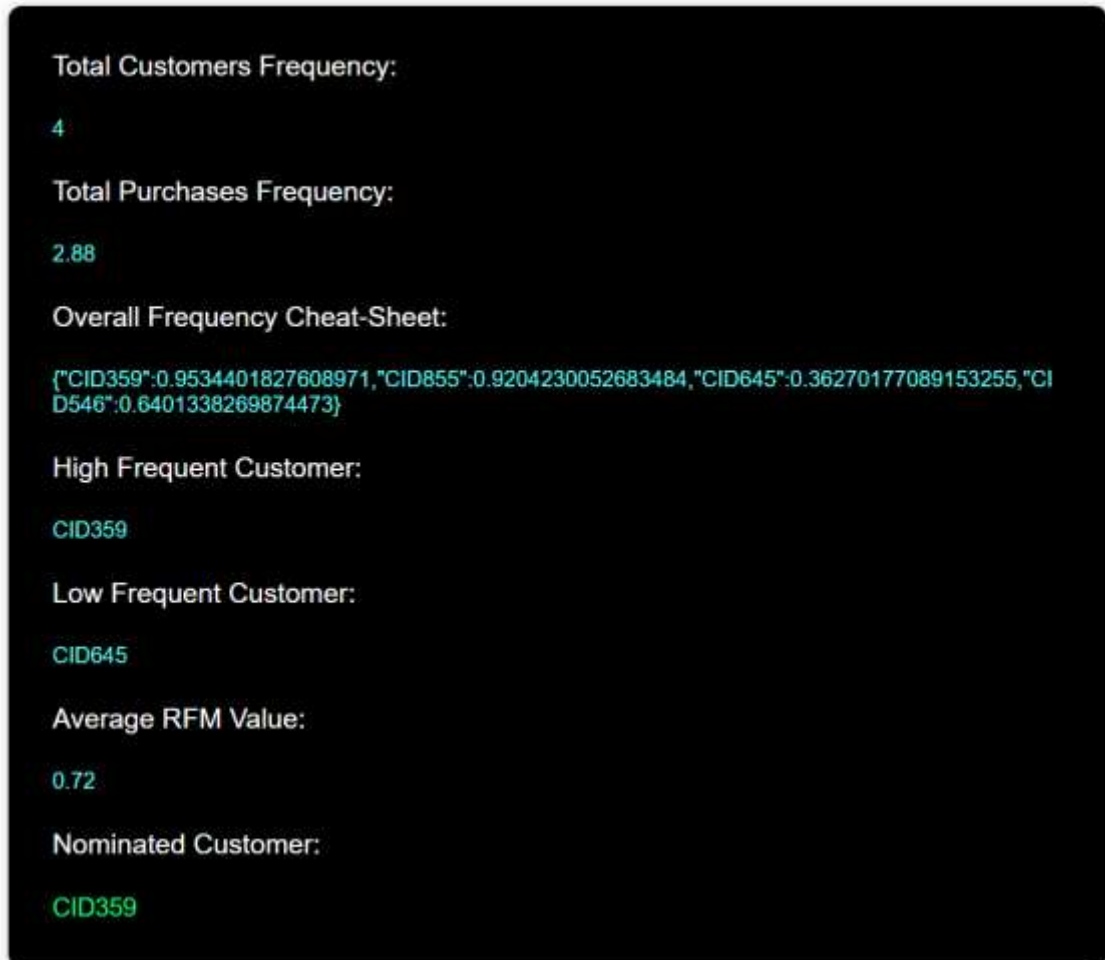 Total Customers Frequency:
4
Total Purchases Frequency:
2.88
Overall Frequency Cheat-Sheet:
{"CID359":0.9534401827608971,"CID855":0.9204230052683484,"CID645":0.36270177089153255,"CI
D546":0.6401338269874473}
High Frequent Customer:
CID359
Low Frequent Customer:
CID645
Average RFM Value:
0.72
Nominated Customer:
CID359